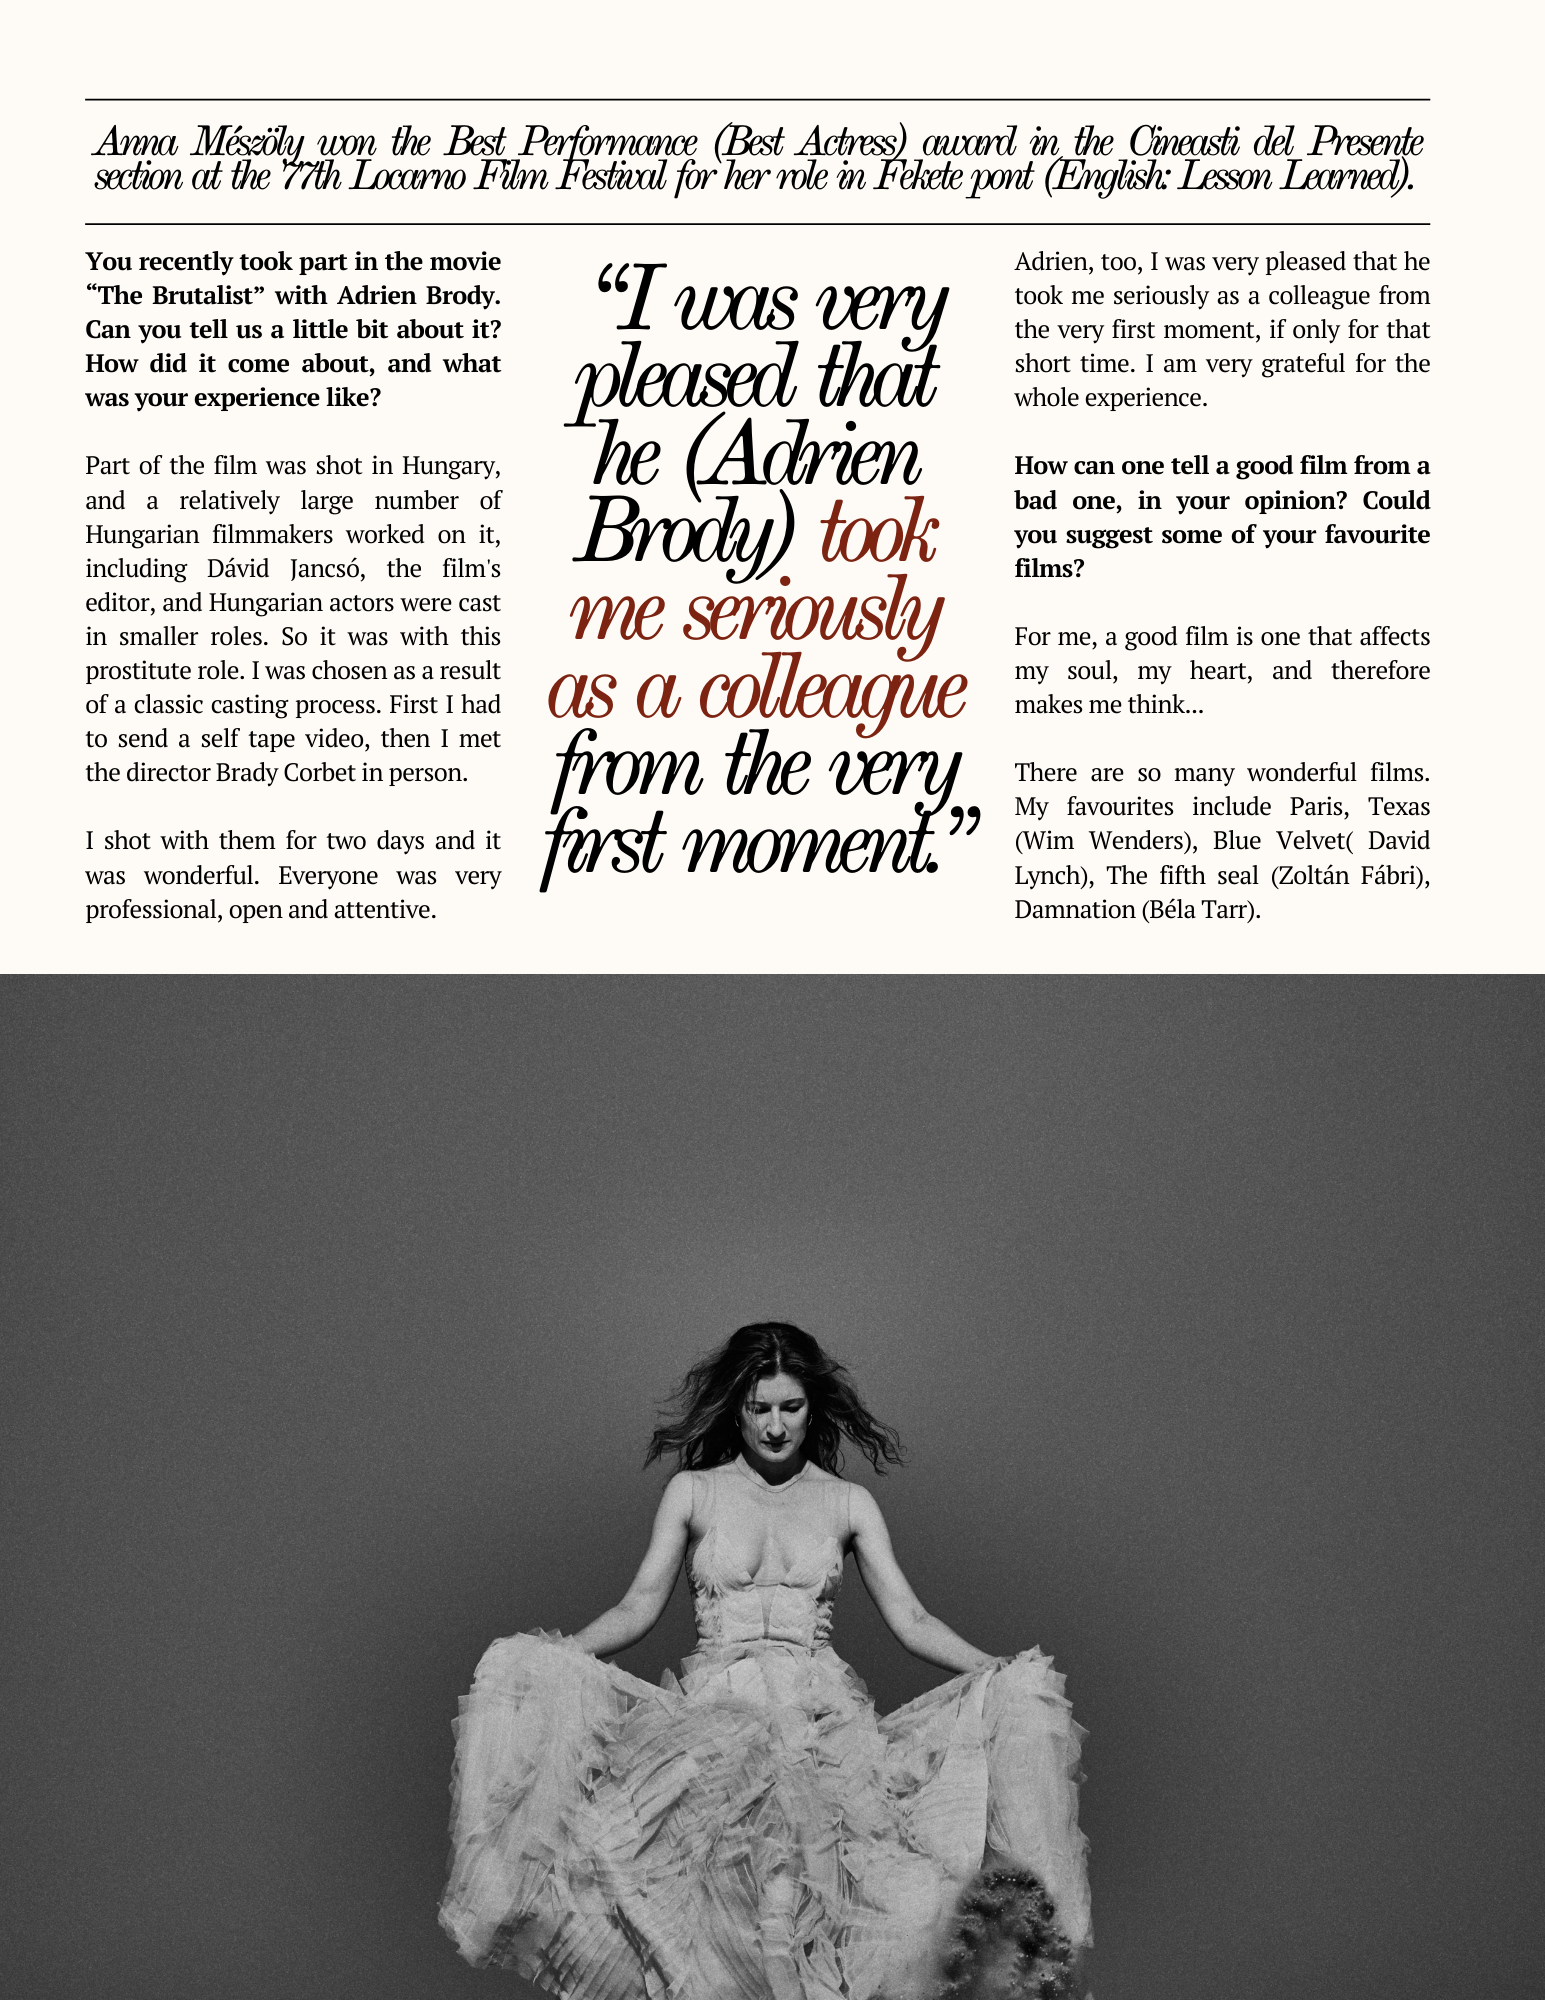 Anna Mészöly won the Best Performance (Best Actress) award in the Cineasti del Presente
section at the 77th Locarno Film Festival for her role in Fekete pont (English: Lesson Learned).
You recently took part in the movie
“The Brutalist” with Adrien Brody.
Can you tell us a little bit about it?
How did it come about, and what
was your experience like?
Part of the film was shot in Hungary,
and a relatively large number of
Hungarian filmmakers worked on it,
including Dávid Jancsó, the film's
editor, and Hungarian actors were cast
in smaller roles. So it was with this
prostitute role. I was chosen as a result
of a classic casting process. First I had
to send a self tape video, then I met
the director Brady Corbet in person.
I shot with them for two days and it
was wonderful. Everyone was very
professional, open and attentive.
“I was very
pleased that
he (Adrien
Brody) took
me seriously
as a colleague
from the very
first moment.”
Adrien, too, I was very pleased that he
took me seriously as a colleague from
the very first moment, if only for that
short time. I am very grateful for the
whole experience.
How can one tell a good film from a
bad one, in your opinion? Could
you suggest some of your favourite
films?
For me, a good film is one that affects
my soul, my heart, and therefore
makes me think...
There are so many wonderful films.
My favourites include Paris, Texas
(Wim Wenders), Blue Velvet( David
Lynch), The fifth seal (Zoltán Fábri),
Damnation (Béla Tarr).